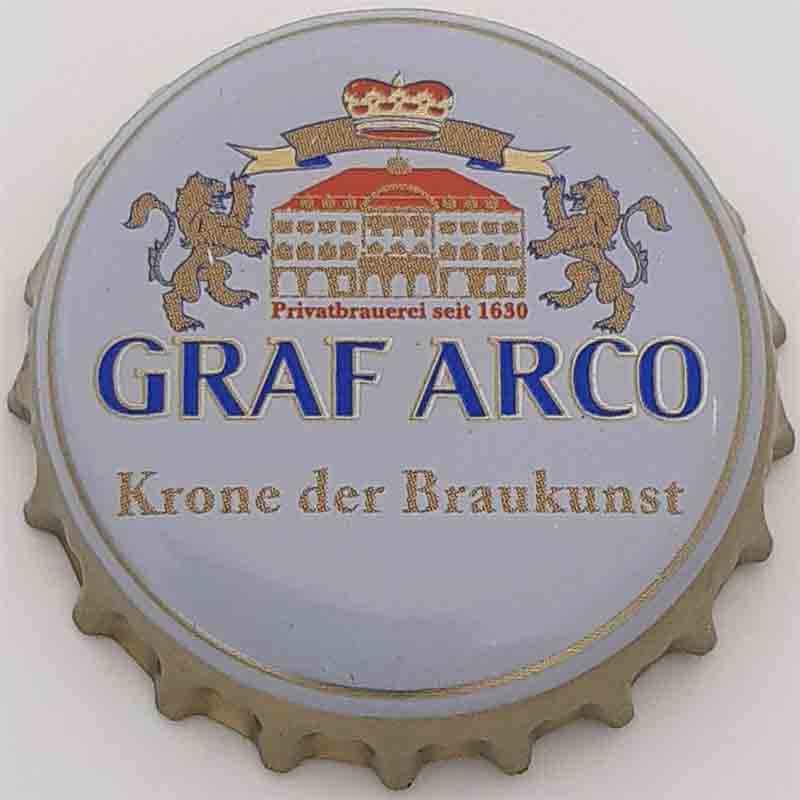 Privatbrauerei seit 1630
GRAF ARCO
Krone der Braukunst